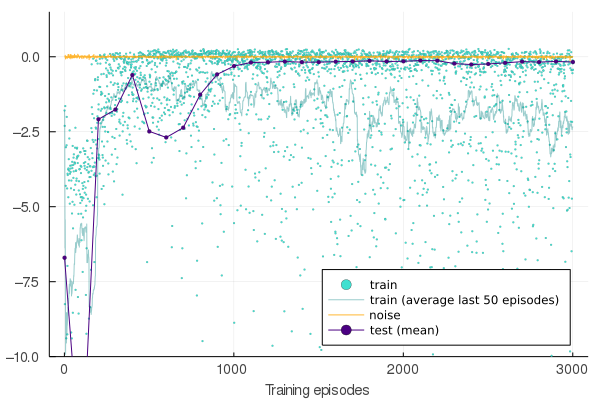 0.0
−2.5
−5.0
−7.5
−10.0
0
1000
2000
3000
Training episodes
train
train (average last 50 episodes)
noise
test (mean)